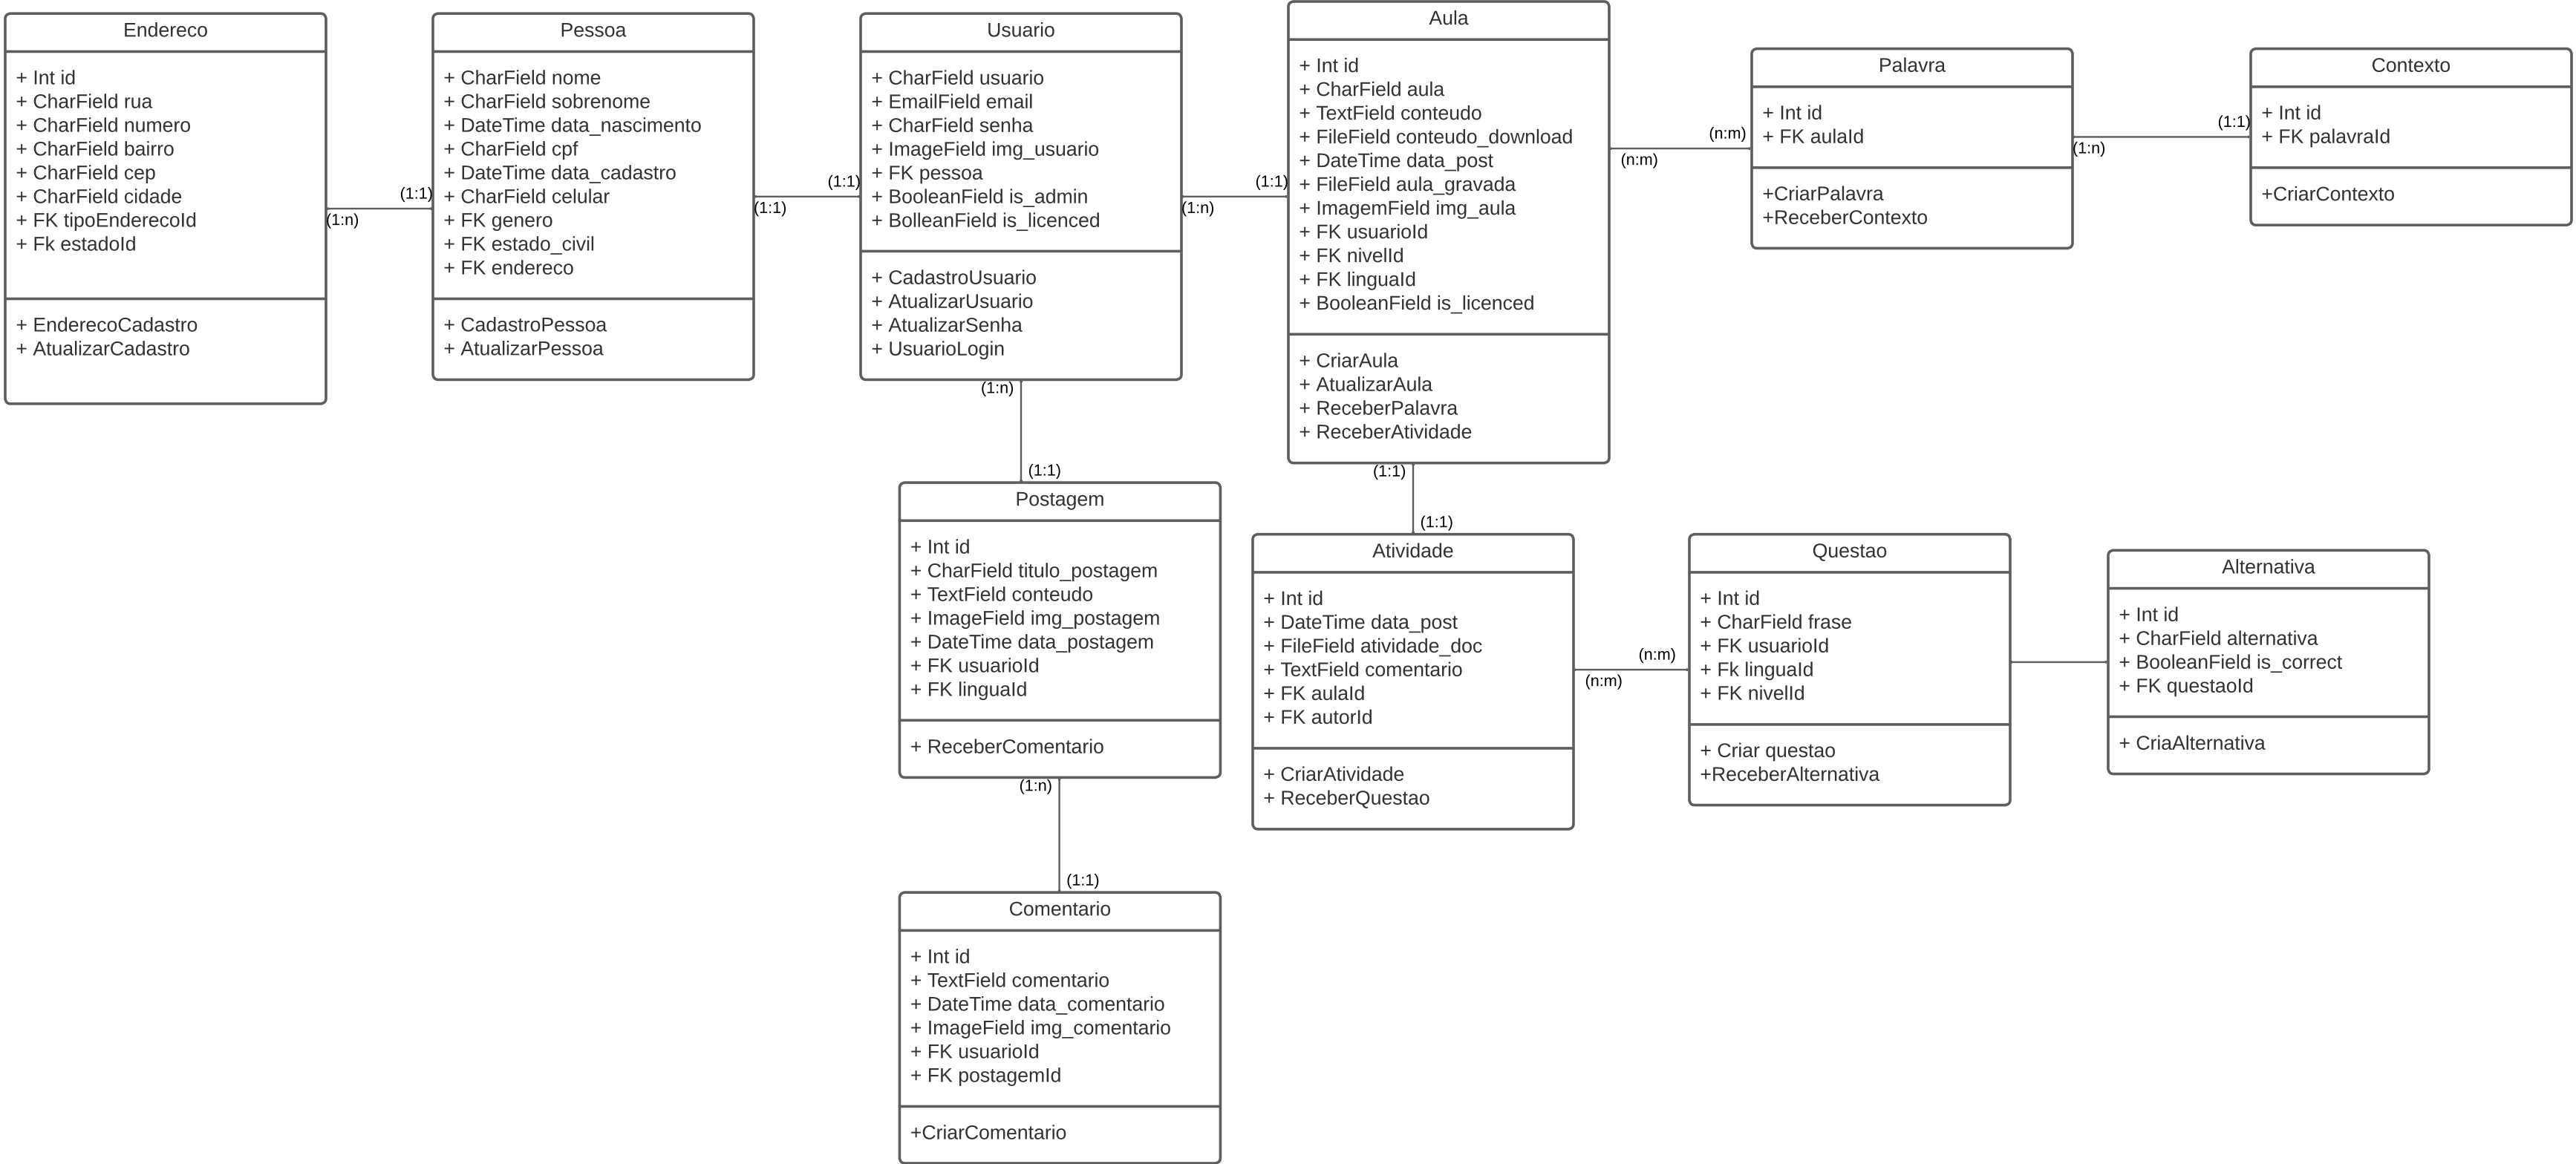 Endereco
+ Int id
+ CharField rua
+ CharField numero
+ CharField bairro
+ CharField cep
+ CharField cidade
+ FK tipoEnderecoId
+ Fk estadoId
+ EnderecoCadastro
+ AtualizarCadastro
(1:1)
(1:n)
Pessoa
+ CharField nome
+ CharField sobrenome
+ DateTime data_nascimento
+ CharField cpf
+ DateTime data_cadastro
+ CharField celular
+ FK genero
+ FK estado_civil
+ FK endereco
+ CadastroPessoa
+ AtualizarPessoa
(1:1)
(1:1)
Usuario
+ CharField usuario
+ EmailField email
+ CharField senha
+ ImageField img_usuario
+ FK pessoa
+ BooleanField is_admin
+ BolleanField is_licenced
+ CadastroUsuario
+ AtualizarUsuario
+ AtualizarSenha
+ UsuarioLogin
(1:1)
(1:n)
Aula
+ Int id
+ CharField aula
+ TextField conteudo
+ FileField conteudo_download
+ DateTime data_post
+ FileField aula_gravada
+ ImagemField img_aula
+ FK usuarioId
+ FK nivelId
+ FK linguaId
+ BooleanField is_licenced
+ CriarAula
+ AtualizarAula
+ ReceberPalavra
+ ReceberAtividade
(n:m)
(n:m)
Palavra
+ Int id
+ FK aulaId
+CriarPalavra
+ReceberContexto
(1:1)
(1:n)
Contexto
+ Int id
+ FK palavraId
+CriarContexto
(1:n)
(1:1)
Postagem
+ Int id
+ CharField titulo_postagem
+ TextField conteudo
+ ImageField img_postagem
+ DateTime data_postagem
+ FK usuarioId
+ FK linguaId
+ ReceberComentario
(1:1)
(1:1)
Atividade
+ Int id
+ DateTime data_post
+ FileField atividade_doc
+ TextField comentario
+ FK aulaId
+ FK autorId
+ CriarAtividade
+ ReceberQuestao
(n:m)
(n:m)
Questao
+ Int id
+ CharField frase
+ FK usuarioId
+ Fk linguaId
+ FK nivelId
+ Criar questao
+ReceberAlternativa
Alternativa
+ Int id
+ CharField alternativa
+ BooleanField is_correct
+ FK questaoId
+ CriaAlternativa
(1:n)
(1:1)
Comentario
+ Int id
+ TextField comentario
+ DateTime data_comentario
+ ImageField img_comentario
+ FK usuarioId
+ FK postagemId
+CriarComentario